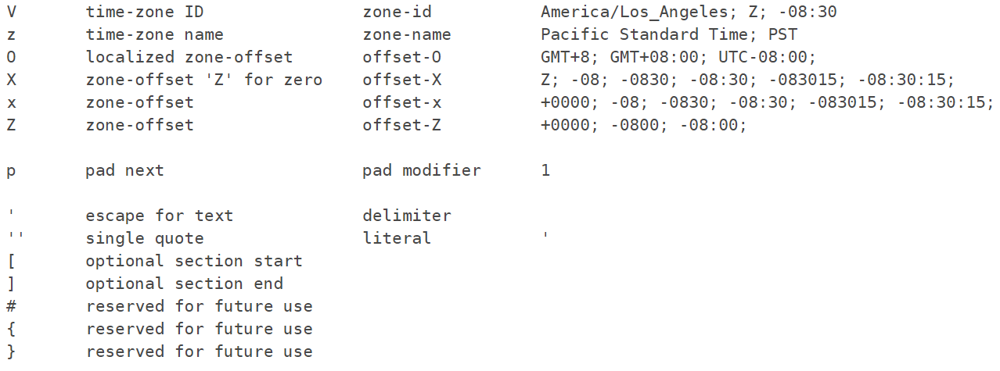 V       time-zone ID                zone-id           America/Los_Angeles; Z; -08:30
z       time-zone name              zone-name         Pacific Standard Time; PST
O       localized zone-offset       offset-O          GMT+8; GMT+08:00; UTC-08:00;
X       zone-offset 'Z' for zero    offset-X          Z; -08; -0830; -08:30; -083015; -08:30:15;
x       zone-offset                 offset-x          +0000; -08; -0830; -08:30; -083015; -08:30:15;
Z       zone-offset                 offset-Z          +0000; -0800; -08:00;
p       pad next                    pad modifier      1
'       escape for text             delimiter
''      single quote                literal           '
[       optional section start
]       optional section end
#       reserved for future use
{       reserved for future use
}       reserved for future use